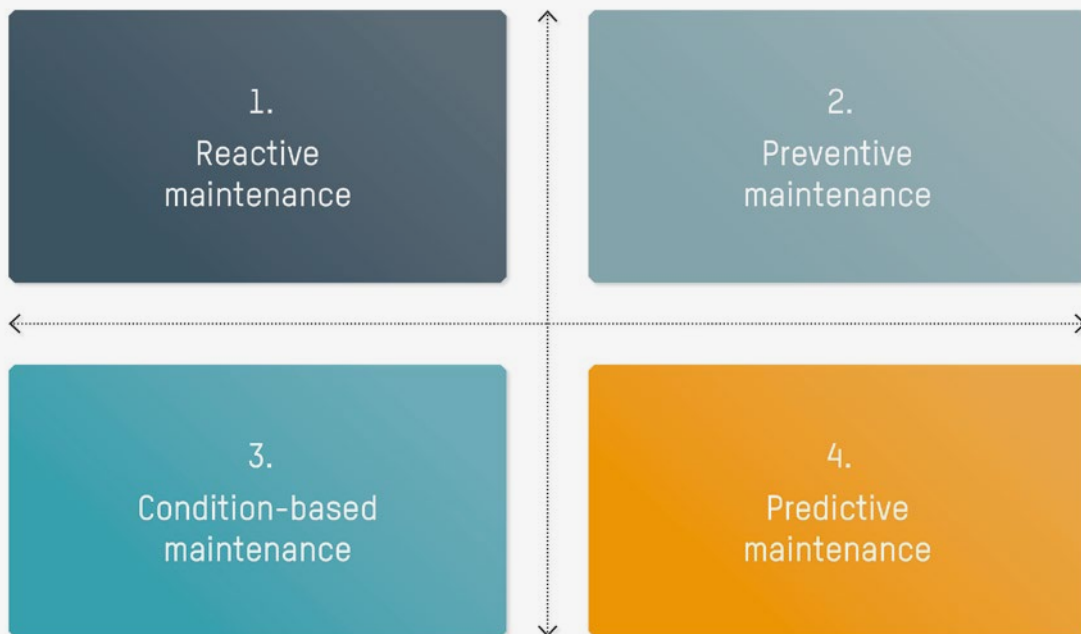 1.
Reactive
maintenance
2.
Preventive
maintenance
3.
Condition-based
maintenance
4.
Predictive
maintenance